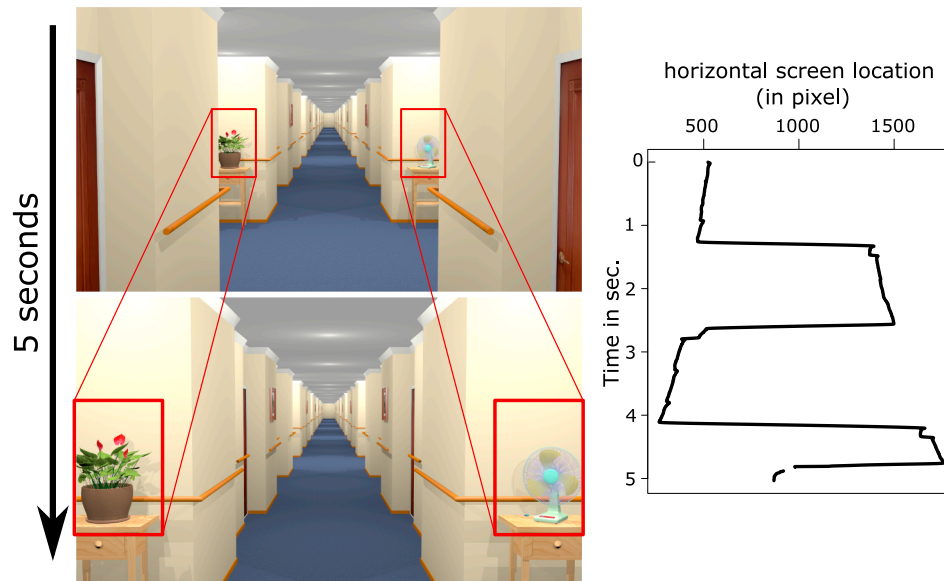 5 seconds
horizontal screen location
(in pixel)
500 1000 1500
Time in sec.
0
1
2
3
4
5